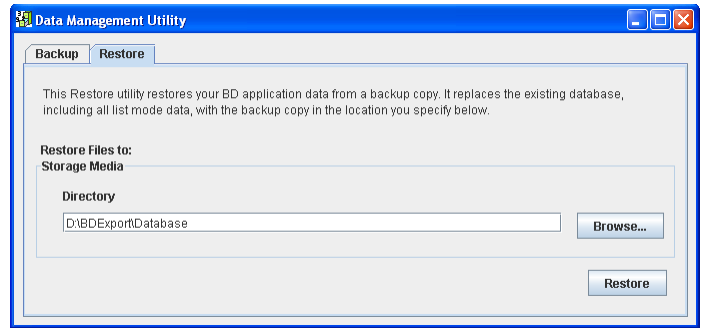 Data Management Utility
Backup Restore
This Restore utility restores your BD application data from a backup copy. It replaces the existing database,
including all list mode data, with the backup copy in the location you specify below.
Restore Files to:
Storage Media
Directory
D:\BDExport\Database
Browse...
Restore